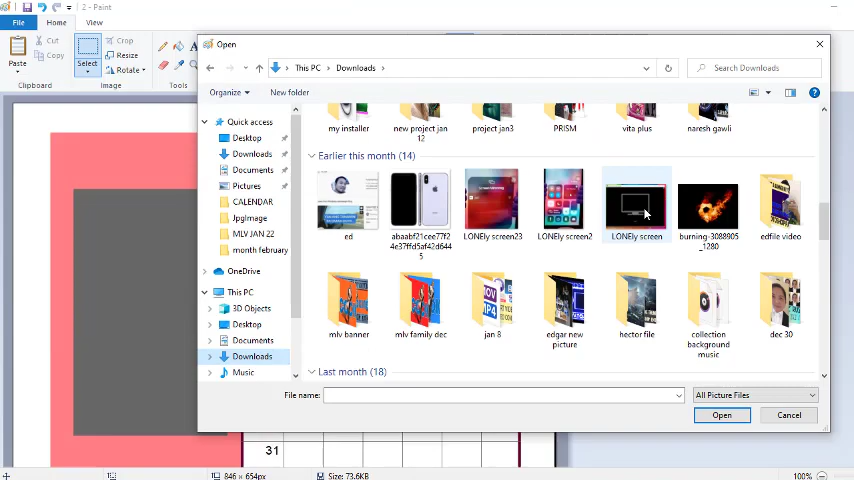 2 - Paint
File Home View
Paste
Cut
Copy
Clipboard
Select
Crop
Resize
Rotate
Image
Tools
Open
This PC > Downloads >
Search Downloads
Organize
New folder
Quick access
Desktop
Downloads
Documents
Pictures
CALENDAR
JpgImage
MLV JAN 22
month february
OneDrive
This PC
3D Objects
Desktop
Documents
Downloads
Music
my installer
new project jan
12
project jan3
PRISM
vita plus
naresh gawli
Earlier this month (14)
ed
abaabf21cee77f2
4e37ffd5af42d644
5
LONEly screen23
LONEly screen2
LONEly screen
burning-3088905
_1280
edfile video
mlv banner
mlv family dec
jan 8
edgar new
picture
hector file
collection
background
music
dec 30
Last month (18)
File name:
All Picture Files
Open
Cancel
31
846 × 654px
Size: 73.6KB
100%